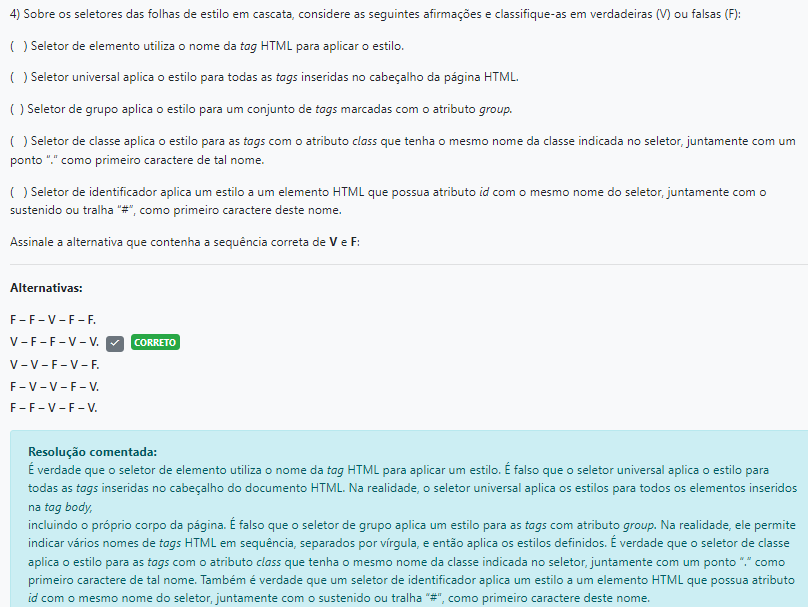 4) Sobre os seletores das folhas de estilo em cascata, considere as seguintes afirmações e classifique-as em verdadeiras (V) ou falsas (F):
( ) Seletor de elemento utiliza o nome da tag HTML para aplicar o estilo.
( ) Seletor universal aplica o estilo para todas as tags inseridas no cabeçalho da página HTML.
( ) Seletor de grupo aplica o estilo para um conjunto de tags marcadas com o atributo group.
( ) Seletor de classe aplica o estilo para as tags com o atributo class que tenha o mesmo nome da classe indicada no seletor, juntamente com um
ponto "." como primeiro caractere de tal nome.
( ) Seletor de identificador aplica um estilo a um elemento HTML que possua atributo id com o mesmo nome do seletor, juntamente com o
sustenido ou tralha "#", como primeiro caractere deste nome.
Assinale a alternativa que contenha a sequência correta de V e F:
Alternativas:
F – F – V – F – F.
V – F – F – V – V. CORRETO
V – V – F – V – F.
F – V – V – F – V.
F – F – V – F – V.
Resolução comentada:
É verdade que o seletor de elemento utiliza o nome da tag HTML para aplicar um estilo. É falso que o seletor universal aplica o estilo para
todas as tags inseridas no cabeçalho do documento HTML. Na realidade, o seletor universal aplica os estilos para todos os elementos inseridos
na tag body,
incluindo o próprio corpo da página. É falso que o seletor de grupo aplica um estilo para as tags com atributo group. Na realidade, ele permite
indicar vários nomes de tags HTML em sequência, separados por vírgula, e então aplica os estilos definidos. É verdade que o seletor de classe
aplica o estilo para as tags com o atributo class que tenha o mesmo nome da classe indicada no seletor, juntamente com um ponto "." como
primeiro caractere de tal nome. Também é verdade que um seletor de identificador aplica um estilo a um elemento HTML que possua atributo
id com o mesmo nome do seletor, juntamente com o sustenido ou tralha "#", como primeiro caractere deste nome.